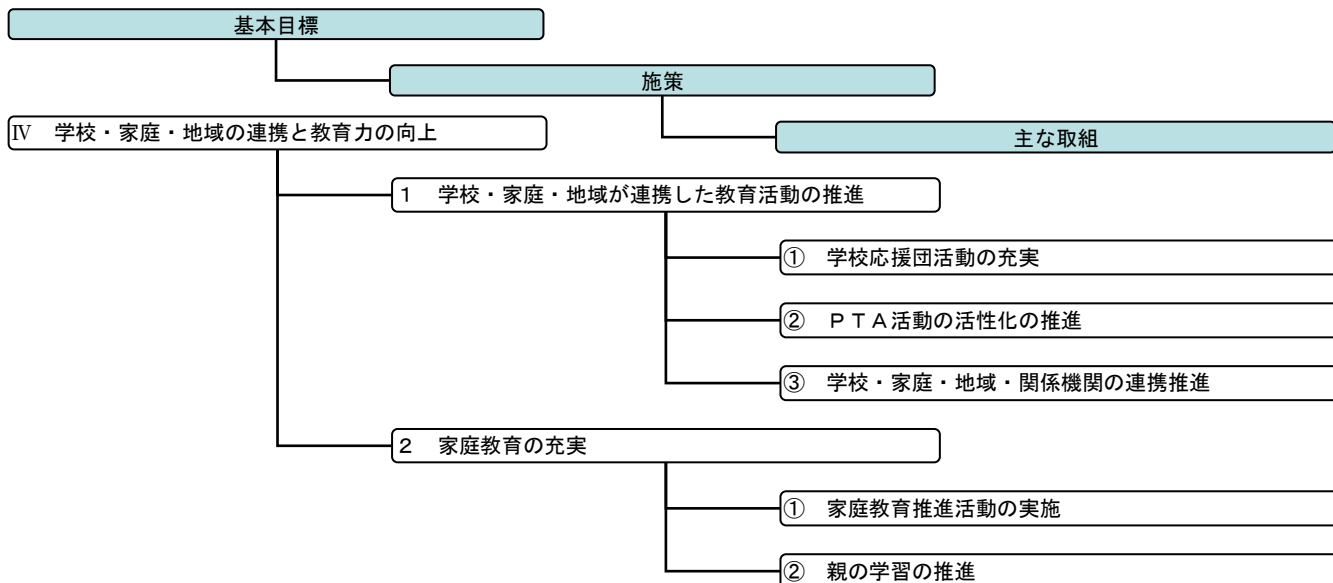 基本目標
施策
Ⅳ　学校・家庭・地域の連携と教育力の向上
主な取組
１　学校・家庭・地域が連携した教育活動の推進
①　学校応援団活動の充実
②　ＰＴＡ活動の活性化の推進
③　学校・家庭・地域・関係機関の連携推進
２　家庭教育の充実
①　家庭教育推進活動の実施
②　親の学習の推進